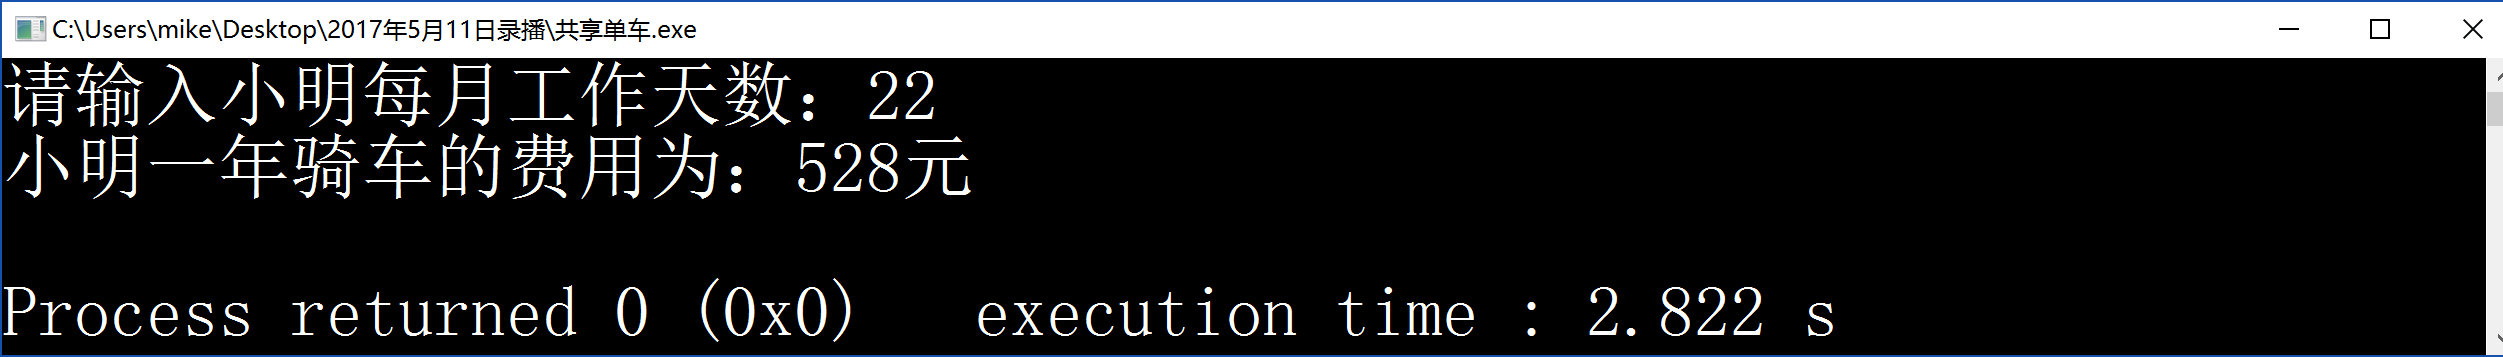 C:\Users\mike\Desktop\2017年5月11日录播\共享单车.exe
请输入小明每月工作天数：22
小明一年骑车的费用为：528元
Process returned 0 (0x0)   execution time : 2.822 s